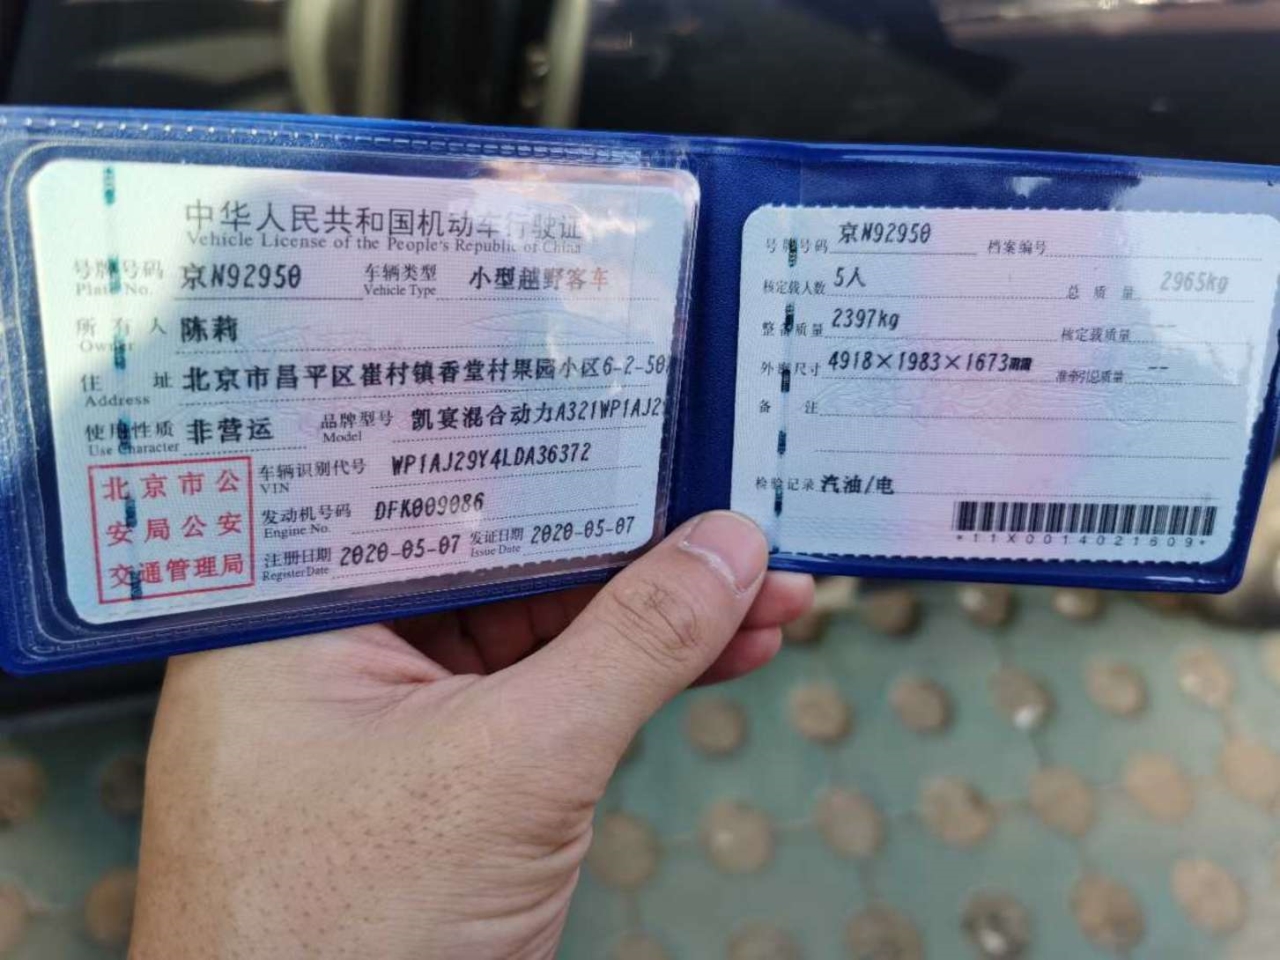 中华人民共和国机动车行驶证
Vehicle License of the People's Republic of China
号牌号码 京N92950 车辆类型 小型越野客车
Plate No. Vehicle Type
所有人 陈莉
Owner
住址 北京市昌平区崔村镇香堂村果园小区6-2-50
Address
使用性质 非营运 品牌型号 凯宴混合动力A321WP1AJ2
Use Character Model
北京市公安局公安交通管理局
车辆识别代号 WP1AJ29Y4LDA36372
VIN
发动机号码 DFK009086
Engine No.
注册日期 2020-05-07 发证日期 2020-05-07
Register Date Issue Date
号牌号码 京N92950 档案编号
核定载人数 5人 总质量 2965kg
整备质量 2397kg 核定载质量 --
外廓尺寸 4918×1983×1673 准牵引总质量 --
备注
检验记录 汽油/电
*11X0014021609*